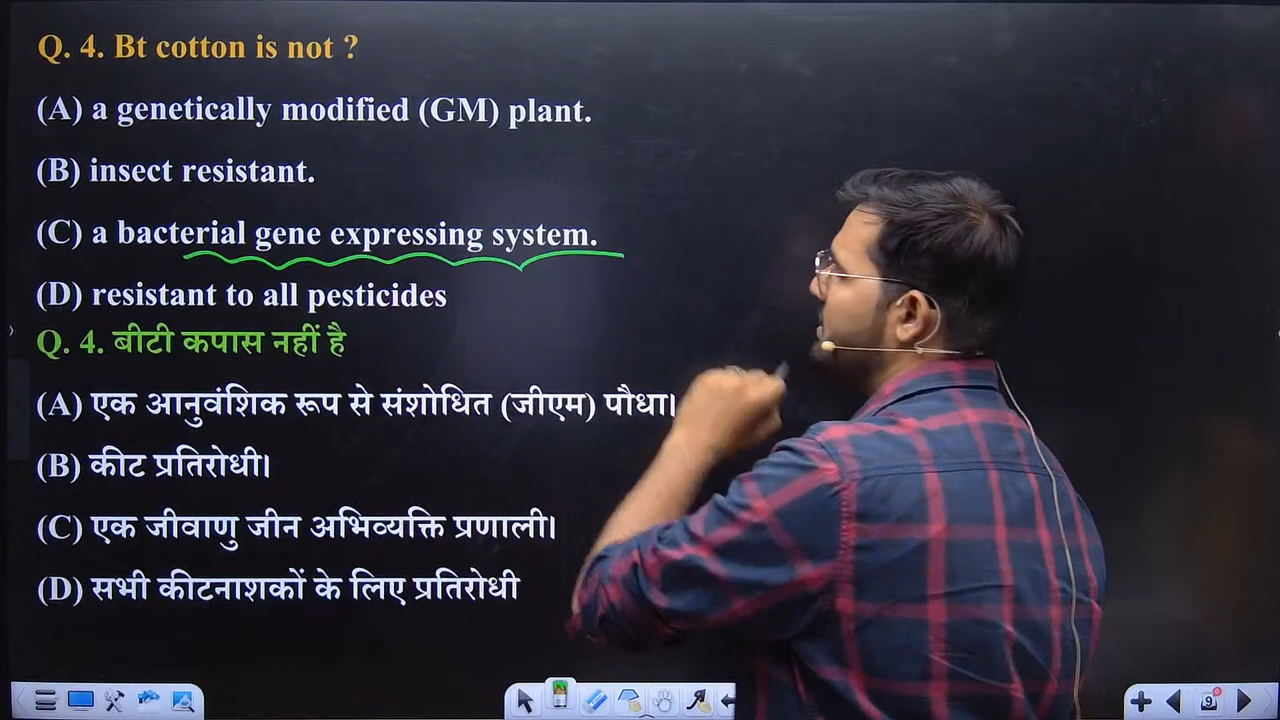 Q. 4. Bt cotton is not ?
(A) a genetically modified (GM) plant.
(B) insect resistant.
(C) a bacterial gene expressing system.
(D) resistant to all pesticides
Q. 4. बीटी कपास नहीं है
(A) एक आनुवंशिक रूप से संशोधित (जीएम) पौधा।
(B) कीट प्रतिरोधी।
(C) एक जीवाणु जीन अभिव्यक्ति प्रणाली।
(D) सभी कीटनाशकों के लिए प्रतिरोधी
9